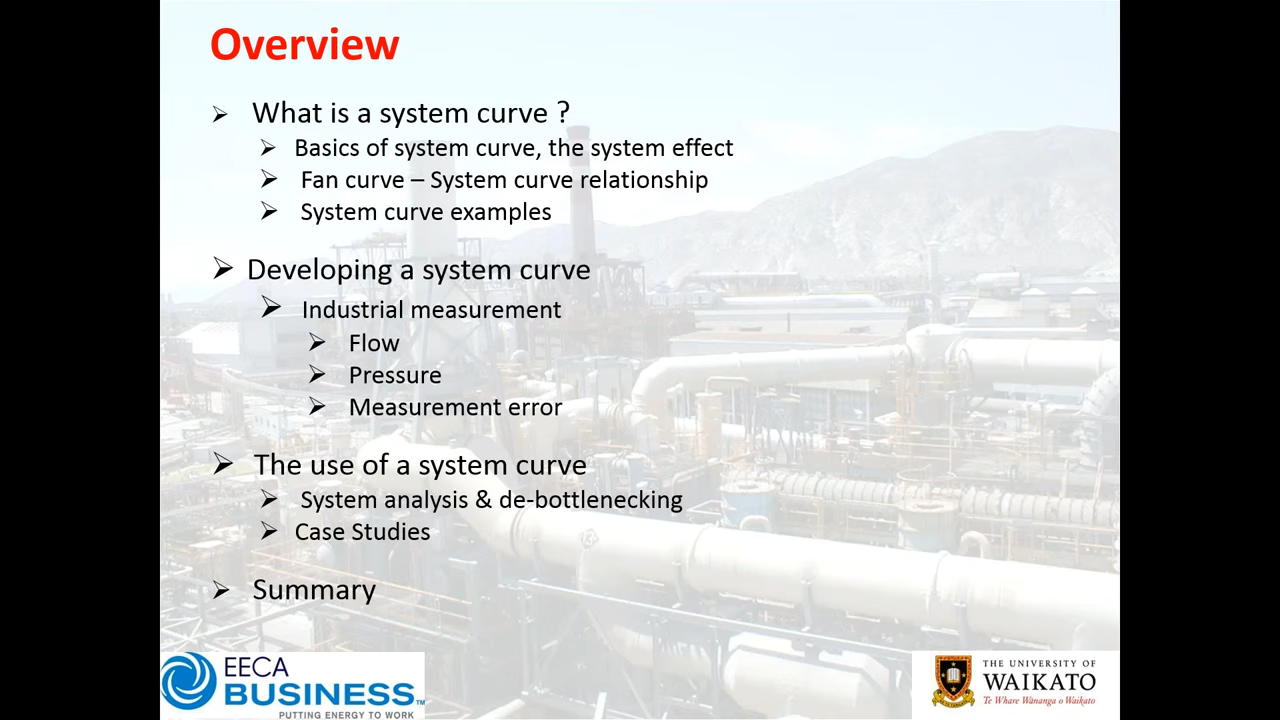 Overview
What is a system curve ?
Basics of system curve, the system effect
Fan curve – System curve relationship
System curve examples
Developing a system curve
Industrial measurement
Flow
Pressure
Measurement error
The use of a system curve
System analysis & de-bottlenecking
Case Studies
Summary
EECA
BUSINESS™
PUTTING ENERGY TO WORK
THE UNIVERSITY OF
WAIKATO
Te Whare Wānanga o Waikato